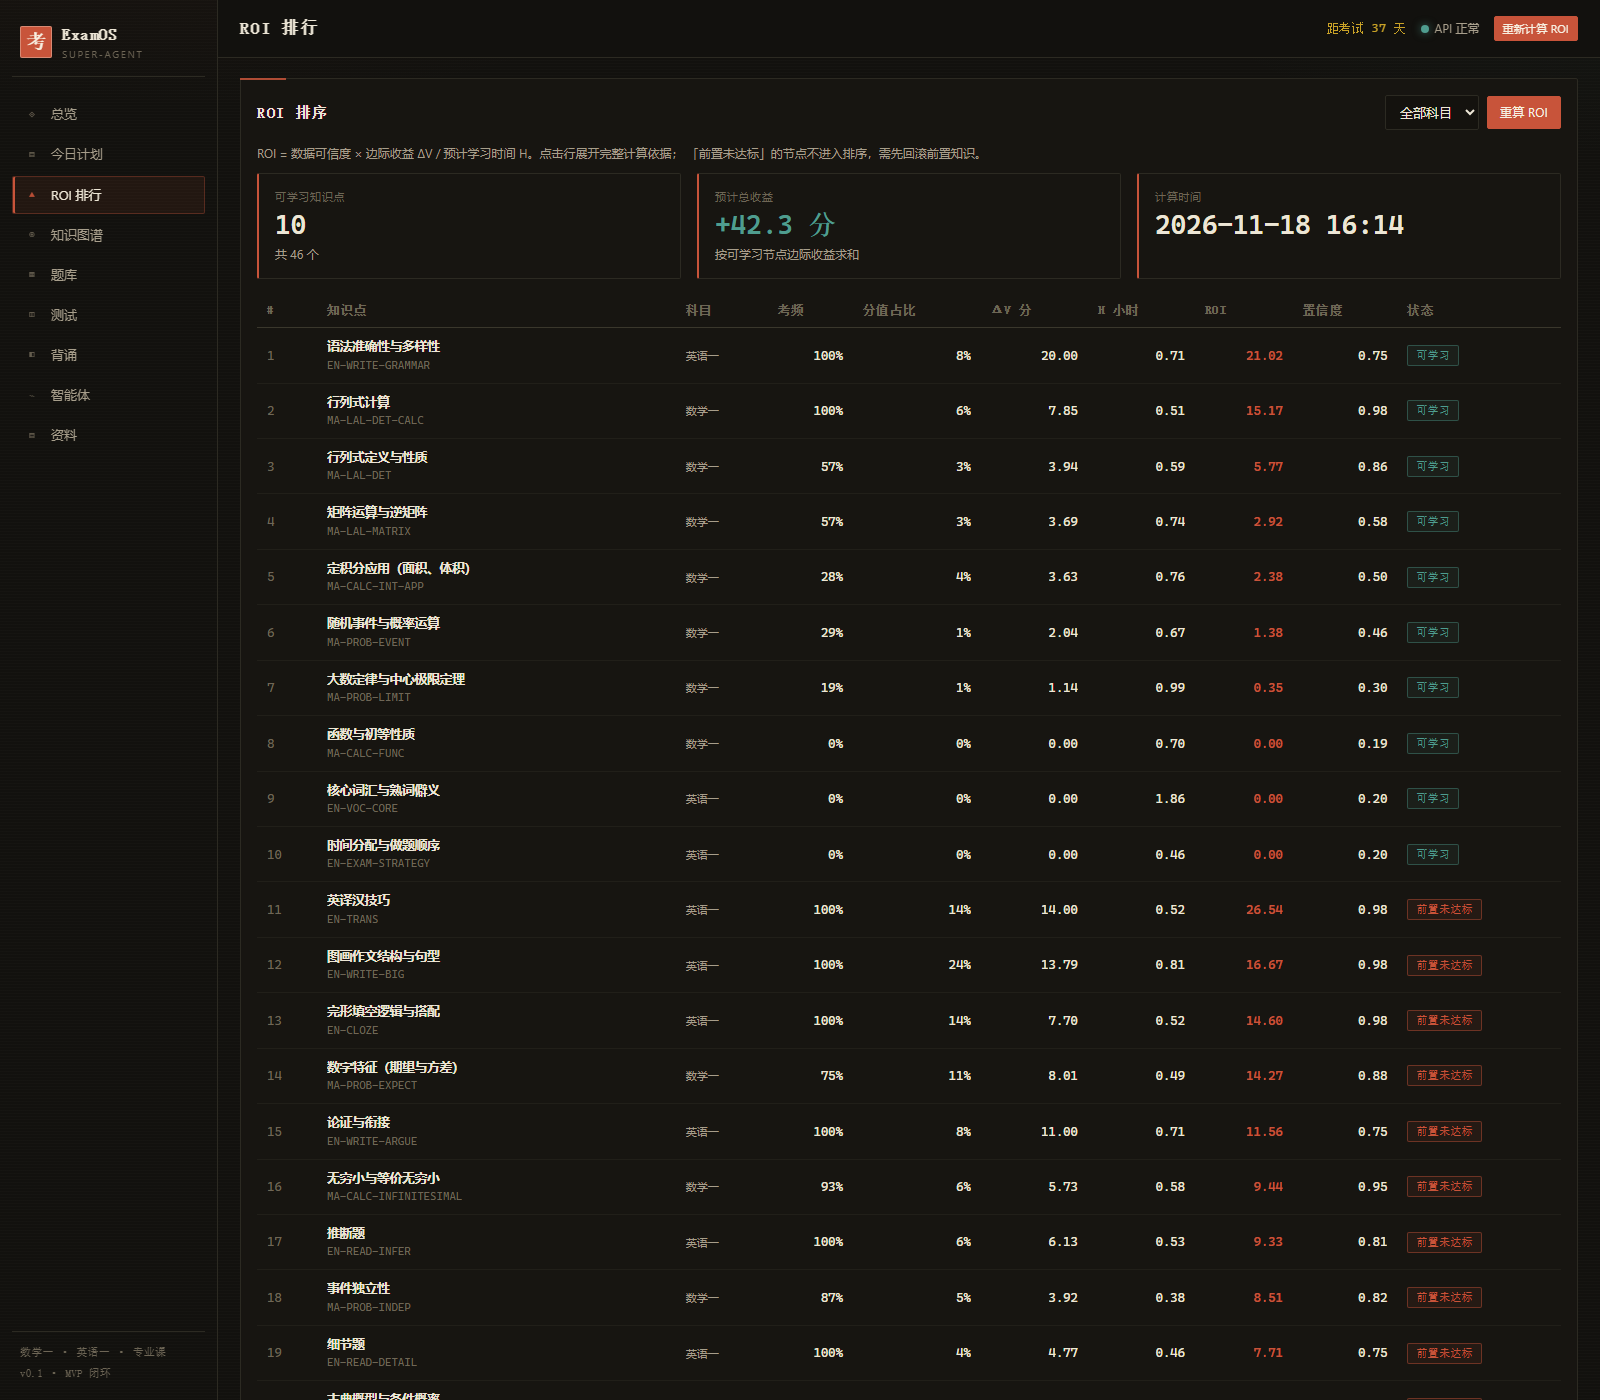 考 ExamOS
SUPER-AGENT
总览
今日计划
ROI 排行
知识图谱
题库
测试
背诵
智能体
资料
数学一 · 英语一 · 专业课
v0.1 · MVP 闭环
ROI 排行
距考试 37 天 API 正常 重新计算 ROI
ROI 排序
全部科目 重算 ROI
ROI = 数据可信度 × 边际收益 ΔV / 预计学习时间 H。点击行展开完整计算依据; 「前置未达标」的节点不进入排序，需先回滚前置知识。
可学习知识点
10
共 46 个
预计总收益
+42.3 分
按可学习节点边际收益求和
计算时间
2026-11-18 16:14
# 知识点 科目 考频 分值占比 ΔV 分 H 小时 ROI 置信度 状态
1 语法准确性与多样性 英语一 100% 8% 20.00 0.71 21.02 0.75 可学习
EN-WRITE-GRAMMAR
2 行列式计算 数学一 100% 6% 7.85 0.51 15.17 0.98 可学习
MA-LAL-DET-CALC
3 行列式定义与性质 数学一 57% 3% 3.94 0.59 5.77 0.86 可学习
MA-LAL-DET
4 矩阵运算与逆矩阵 数学一 57% 3% 3.69 0.74 2.92 0.58 可学习
MA-LAL-MATRIX
5 定积分应用（面积、体积） 数学一 28% 4% 3.63 0.76 2.38 0.50 可学习
MA-CALC-INT-APP
6 随机事件与概率运算 数学一 29% 1% 2.04 0.67 1.38 0.46 可学习
MA-PROB-EVENT
7 大数定律与中心极限定理 数学一 19% 1% 1.14 0.99 0.35 0.30 可学习
MA-PROB-LIMIT
8 函数与初等性质 数学一 0% 0% 0.00 0.70 0.00 0.19 可学习
MA-CALC-FUNC
9 核心词汇与熟词僻义 英语一 0% 0% 0.00 1.86 0.00 0.20 可学习
EN-VOC-CORE
10 时间分配与做题顺序 英语一 0% 0% 0.00 0.46 0.00 0.20 可学习
EN-EXAM-STRATEGY
11 英译汉技巧 英语一 100% 14% 14.00 0.52 26.54 0.98 前置未达标
EN-TRANS
12 图画作文结构与句型 英语一 100% 24% 13.79 0.81 16.67 0.98 前置未达标
EN-WRITE-BIG
13 完形填空逻辑与搭配 英语一 100% 14% 7.70 0.52 14.60 0.98 前置未达标
EN-CLOZE
14 数字特征（期望与方差） 数学一 75% 11% 8.01 0.49 14.27 0.88 前置未达标
MA-PROB-EXPECT
15 论证与衔接 英语一 100% 8% 11.00 0.71 11.56 0.75 前置未达标
EN-WRITE-ARGUE
16 无穷小与等价无穷小 数学一 93% 6% 5.73 0.58 9.44 0.95 前置未达标
MA-CALC-INFINITESIMAL
17 推断题 英语一 100% 6% 6.13 0.53 9.33 0.81 前置未达标
EN-READ-INFER
18 事件独立性 数学一 87% 5% 3.92 0.38 8.51 0.82 前置未达标
MA-PROB-INDEP
19 细节题 英语一 100% 4% 4.77 0.46 7.71 0.75 前置未达标
EN-READ-DETAIL
古典概型与条件概率